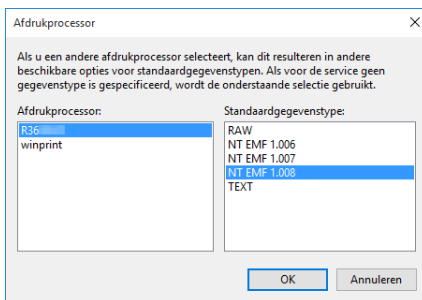 Afdrukprocessor
Als u een andere afdrukprocessor selecteert, kan dit resulteren in andere
beschikbare opties voor standaardgegevenstypen. Als voor de service geen
gegevenstype is gespecificeerd, wordt de onderstaande selectie gebruikt.
Afdrukprocessor:
R36
winprint
Standaardgegevenstype:
RAW
NT EMF 1.006
NT EMF 1.007
NT EMF 1.008
TEXT
OK
Annuleren